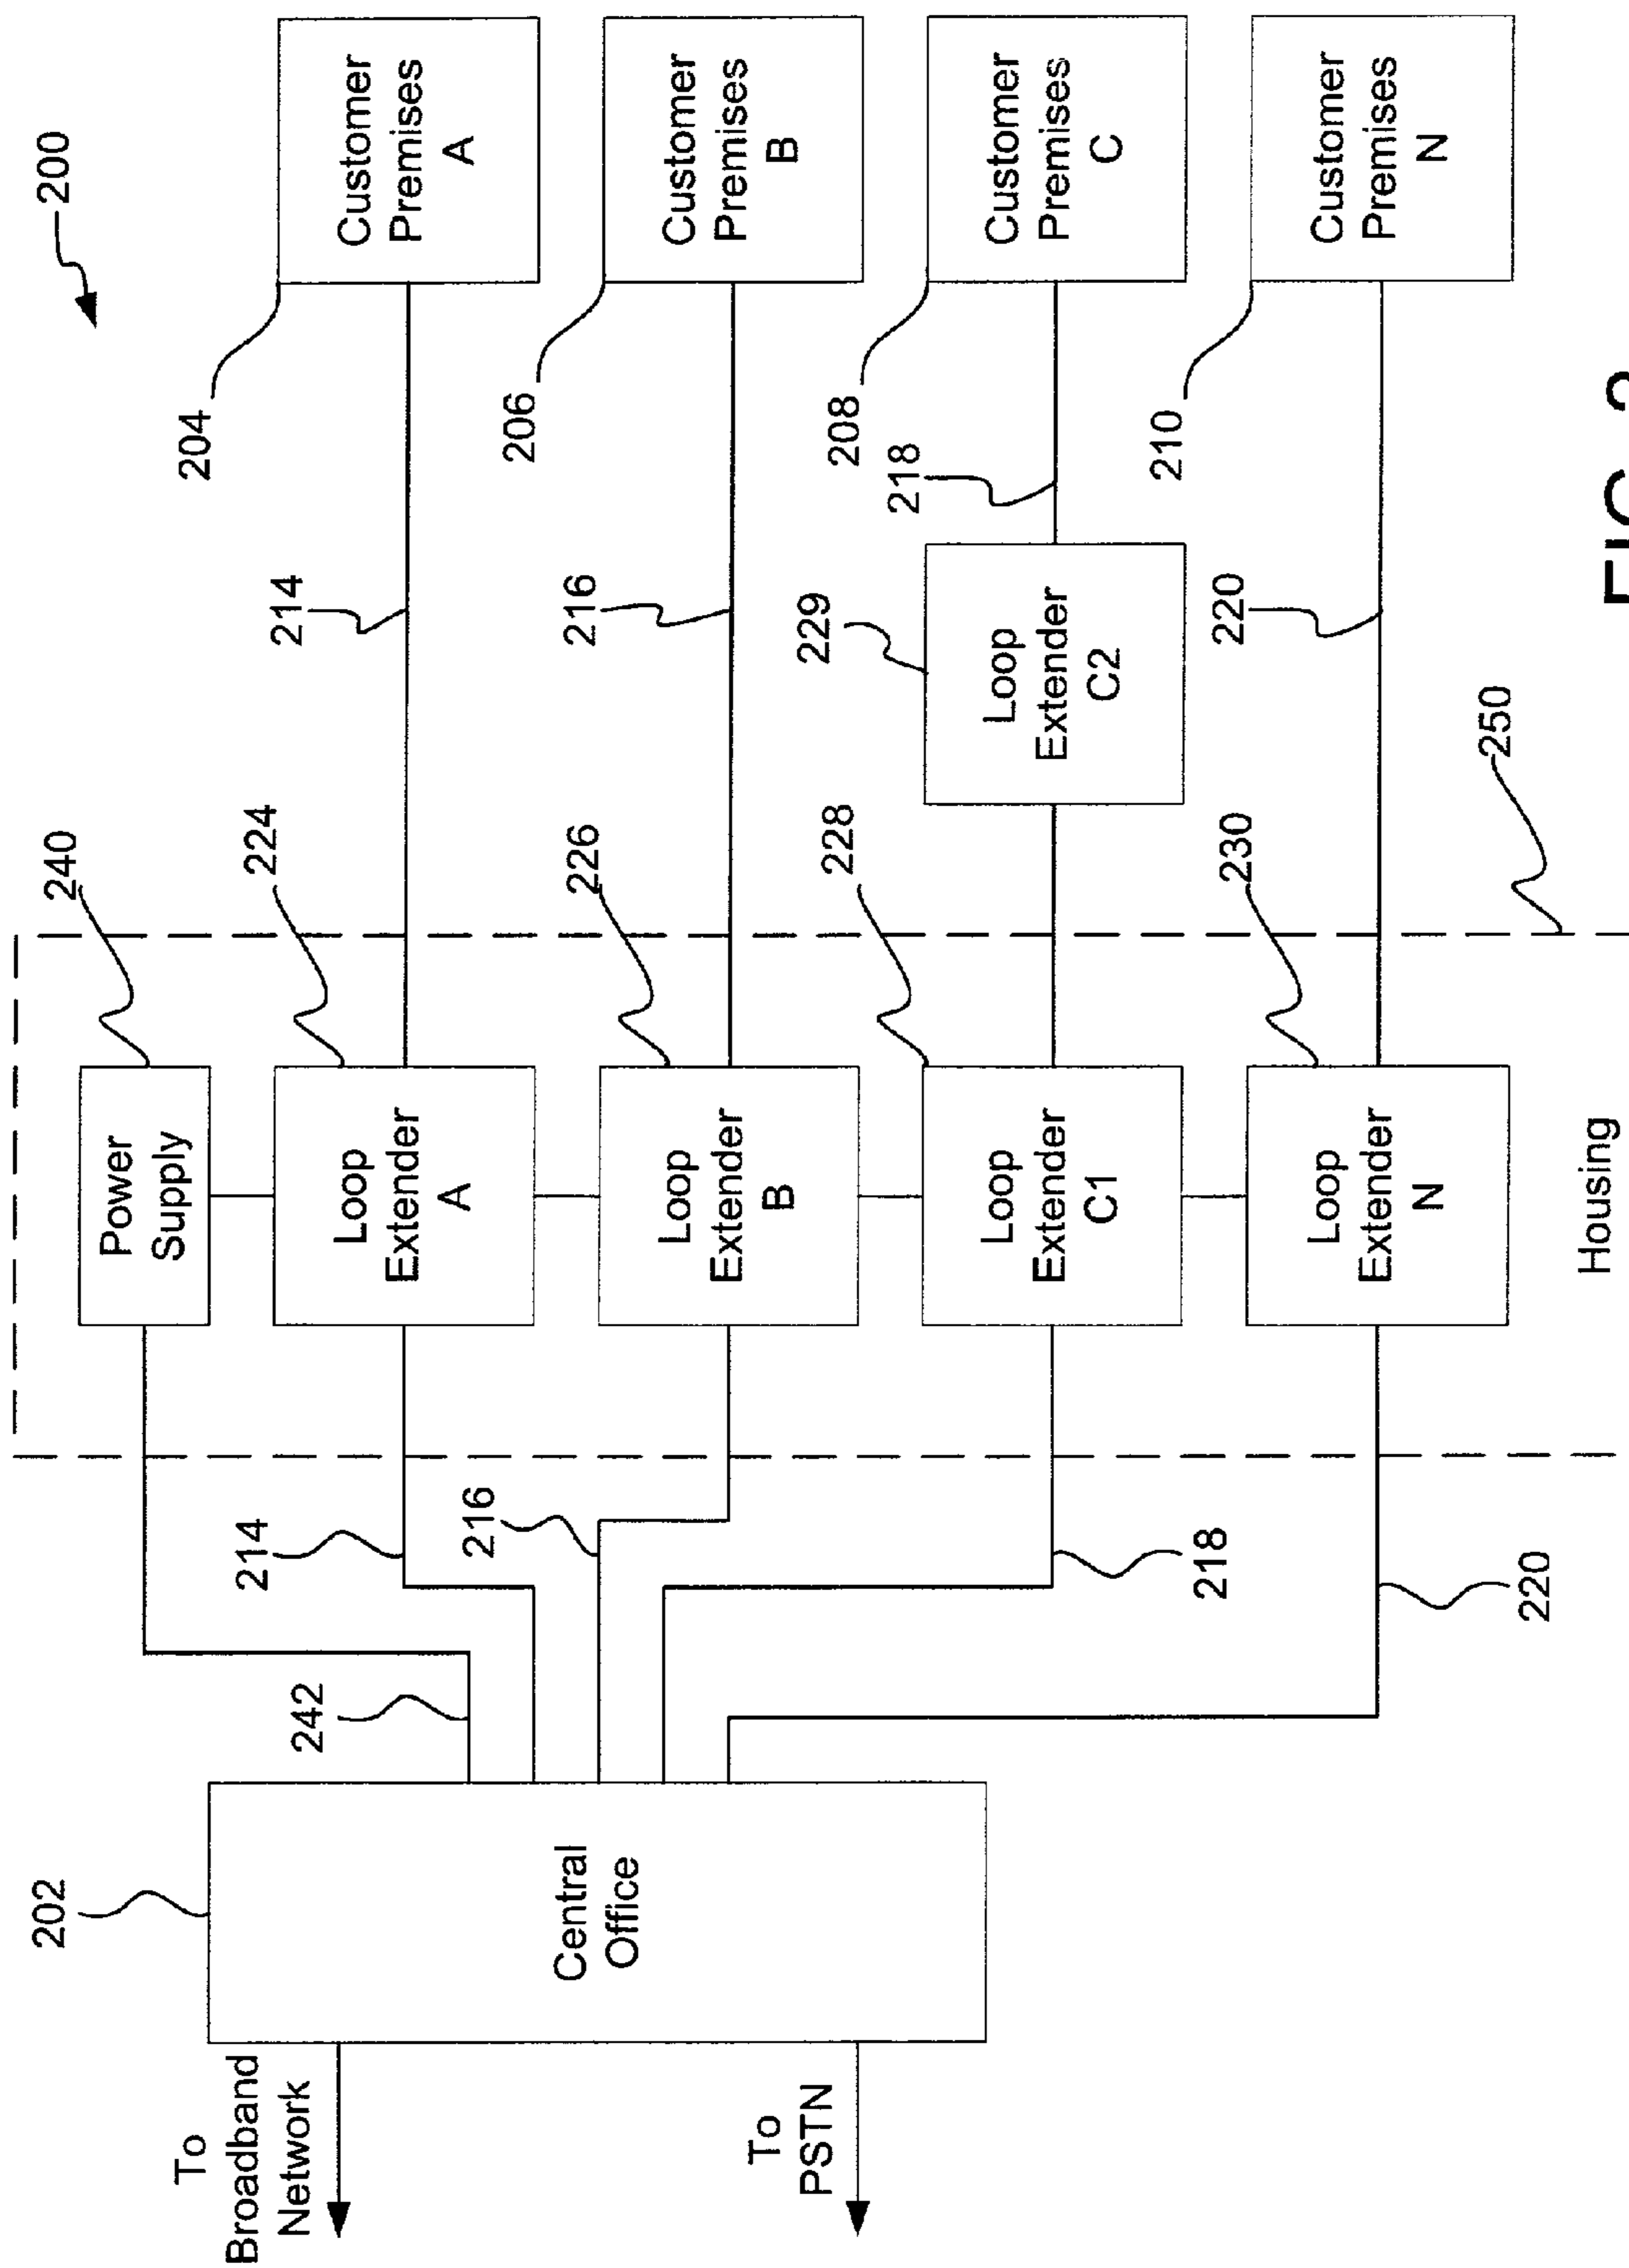 200
202
To
Broadband
Network
To
PSTN
Central
Office
242
214
216
218
220
240
Power
Supply
224
Loop
Extender
A
226
Loop
Extender
B
228
Loop
Extender
C1
230
Loop
Extender
N
Housing
250
214
216
229
Loop
Extender
C2
218
220
204
Customer
Premises
A
206
Customer
Premises
B
208
Customer
Premises
C
210
Customer
Premises
N